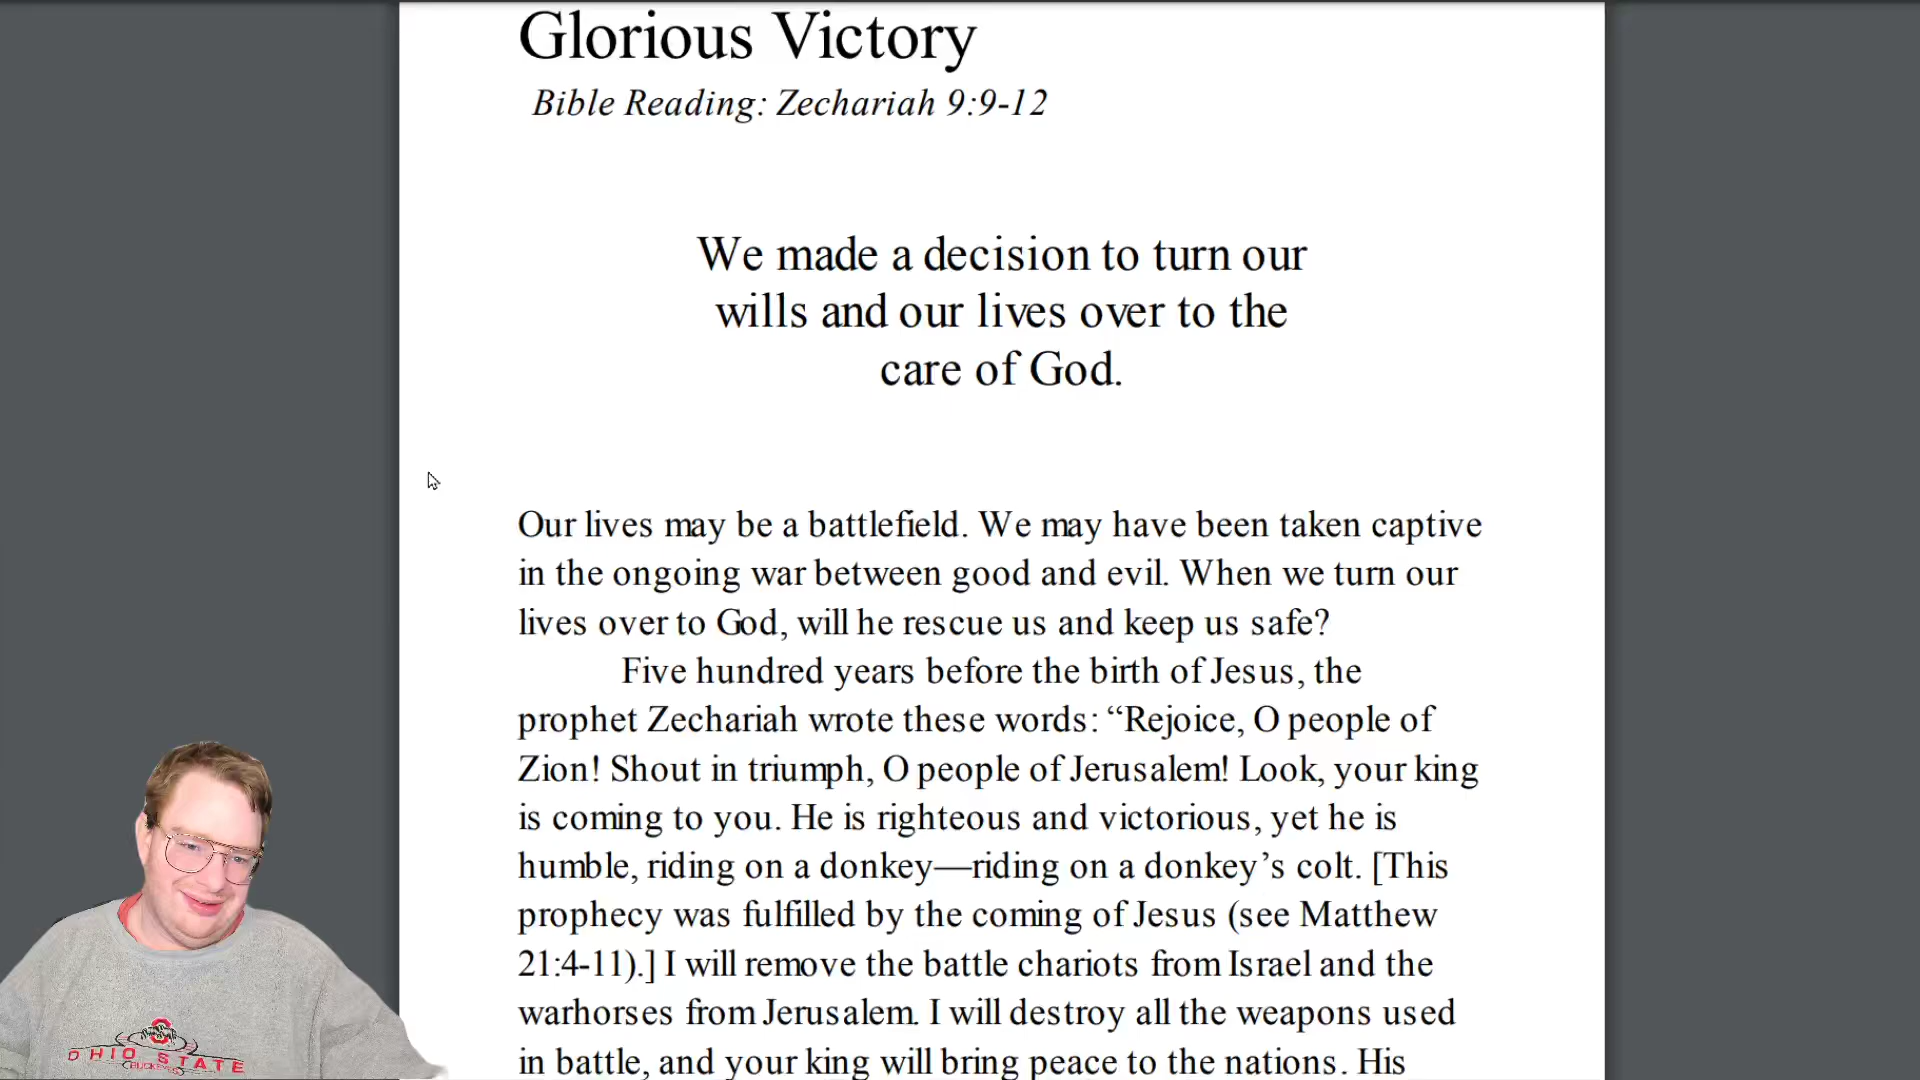 Glorious Victory
Bible Reading: Zechariah 9:9-12
We made a decision to turn our
wills and our lives over to the
care of God.
Our lives may be a battlefield. We may have been taken captive
in the ongoing war between good and evil. When we turn our
lives over to God, will he rescue us and keep us safe?
Five hundred years before the birth of Jesus, the
prophet Zechariah wrote these words: “Rejoice, O people of
Zion! Shout in triumph, O people of Jerusalem! Look, your king
is coming to you. He is righteous and victorious, yet he is
humble, riding on a donkey—riding on a donkey’s colt. [This
prophecy was fulfilled by the coming of Jesus (see Matthew
21:4-11).] I will remove the battle chariots from Israel and the
warhorses from Jerusalem. I will destroy all the weapons used
in battle, and your king will bring peace to the nations. His
OHIO STATE
BUCKEYES